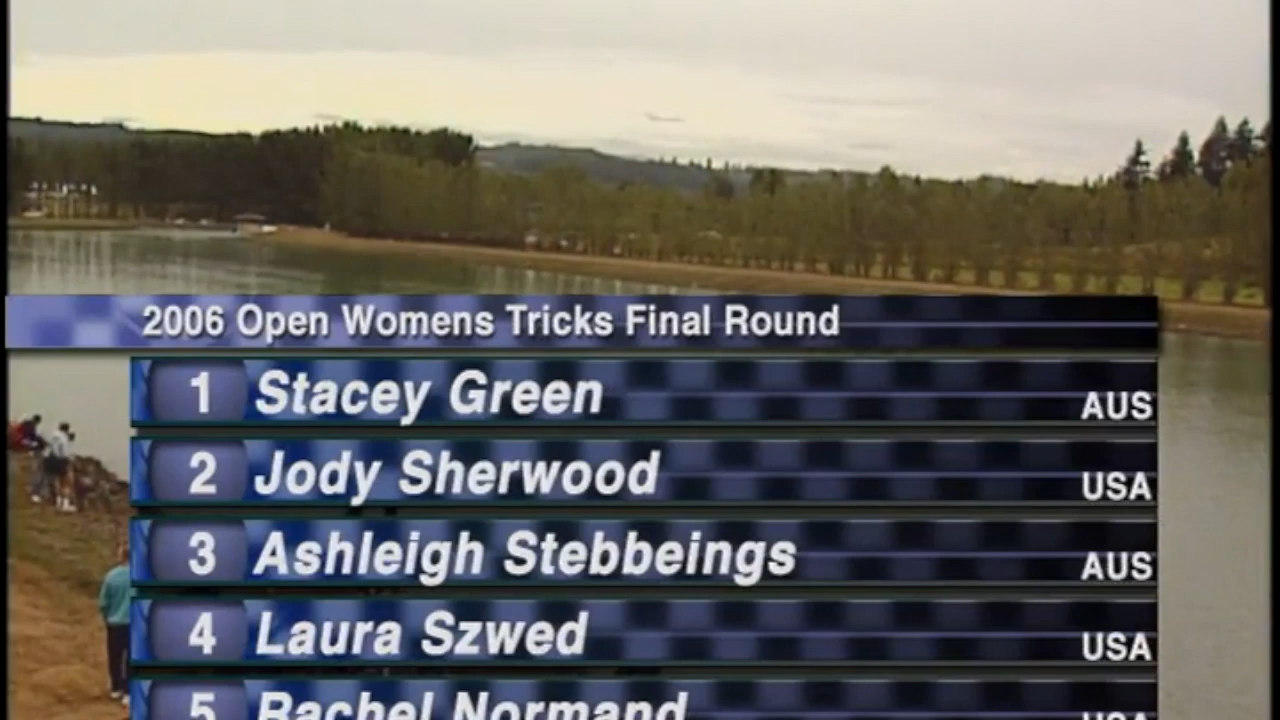 2006 Open Womens Tricks Final Round
1 Stacey Green AUS
2 Jody Sherwood USA
3 Ashleigh Stebbeings AUS
4 Laura Szwed USA
5 Rachel Normand USA